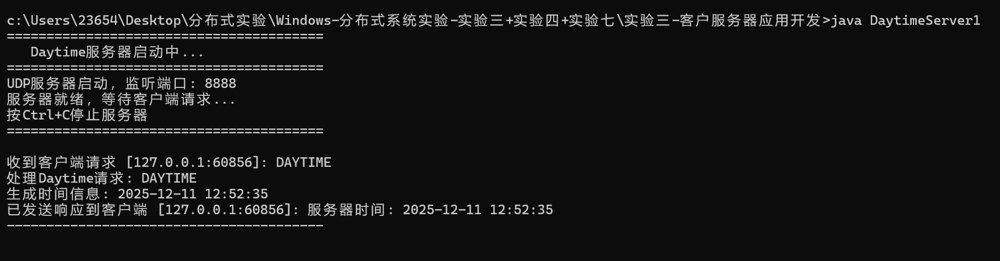 c:\Users\23654\Desktop\分布式实验\Windows-分布式系统实验-实验三+实验四+实验七\实验三-客户服务器应用开发>java DaytimeServer1
========================================
   Daytime服务器启动中...
========================================
UDP服务器启动, 监听端口: 8888
服务器就绪, 等待客户端请求...
按Ctrl+C停止服务器
========================================
收到客户端请求 [127.0.0.1:60856]: DAYTIME
处理Daytime请求: DAYTIME
生成时间信息: 2025-12-11 12:52:35
已发送响应到客户端 [127.0.0.1:60856]: 服务器时间: 2025-12-11 12:52:35
----------------------------------------